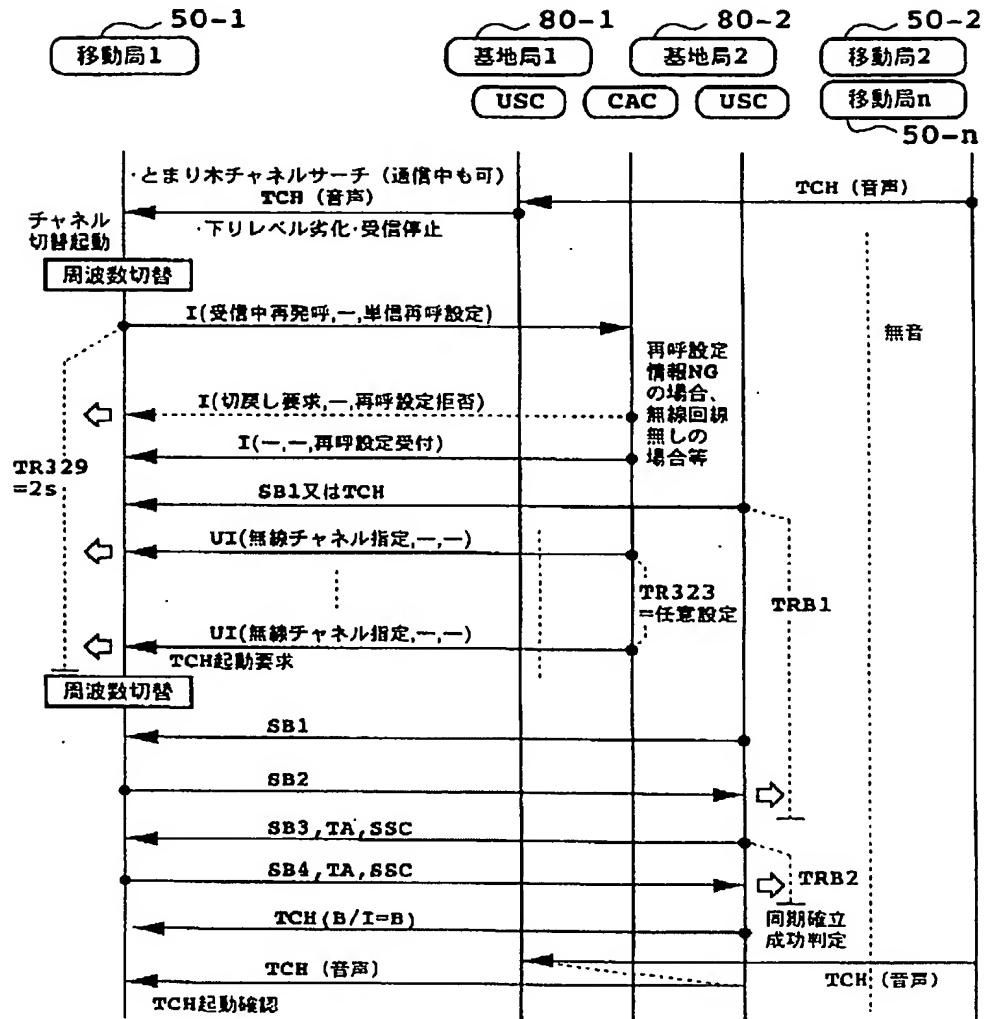 50-1
80-1
80-2
50-2
移動局1
基地局1
基地局2
移動局2
USC
CAC
USC
移動局n
50-n
・とまり木チャネルサーチ（通信中も可）
TCH（音声）
TCH（音声）
・下りレベル劣化・受信停止
チャネル
切替起動
周波数切替
I(受信中再発呼,ー,単信再呼設定)
無音
再呼設定
情報NG
の場合、
無線回線
無しの
場合等
I(切戻し要求,ー,再呼設定拒否)
I(ー,ー,再呼設定受付)
TR329
=2s
SB1又はTCH
UI(無線チャネル指定,ー,ー)
TR323
=任意設定
TRB1
UI(無線チャネル指定,ー,ー)
TCH起動要求
周波数切替
SB1
SB2
SB3,TA,SSC
SB4,TA,SSC
TRB2
TCH(B/I=B)
同期確立
成功判定
TCH（音声）
TCH（音声）
TCH起動確認